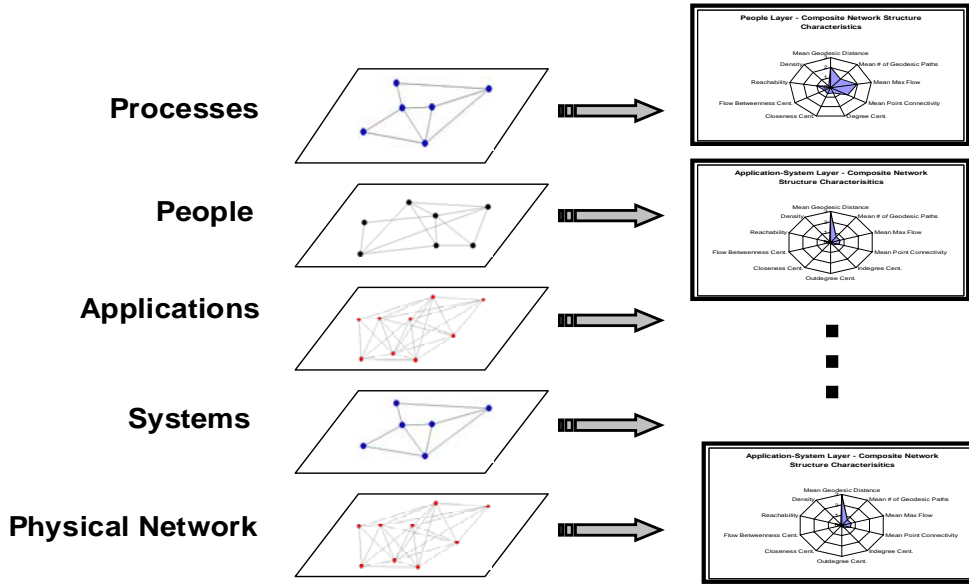 Processes
People
Applications
Systems
Physical Network
People Layer - Composite Network Structure
Characteristics
Mean Geodesic Distance
Density
Mean # of Geodesic Paths
Reachability
Mean Max Flow
Flow Betweenness Cent.
Mean Point Connectivity
Closeness Cent.
Degree Cent.
Application-System Layer - Composite Network
Structure Characterisitics
Mean Geodesic Distance
Density
Mean # of Geodesic Paths
Reachability
Mean Max Flow
Flow Betweenness Cent.
Mean Point Connectivity
Closeness Cent.
Indegree Cent.
Outdegree Cent.
Application-System Layer - Composite Network
Structure Characterisitics
Mean Geodesic Distance
Density
Mean # of Geodesic Paths
Reachability
Mean Max Flow
Flow Betweenness Cent.
Mean Point Connectivity
Closeness Cent.
Indegree Cent.
Outdegree Cent.